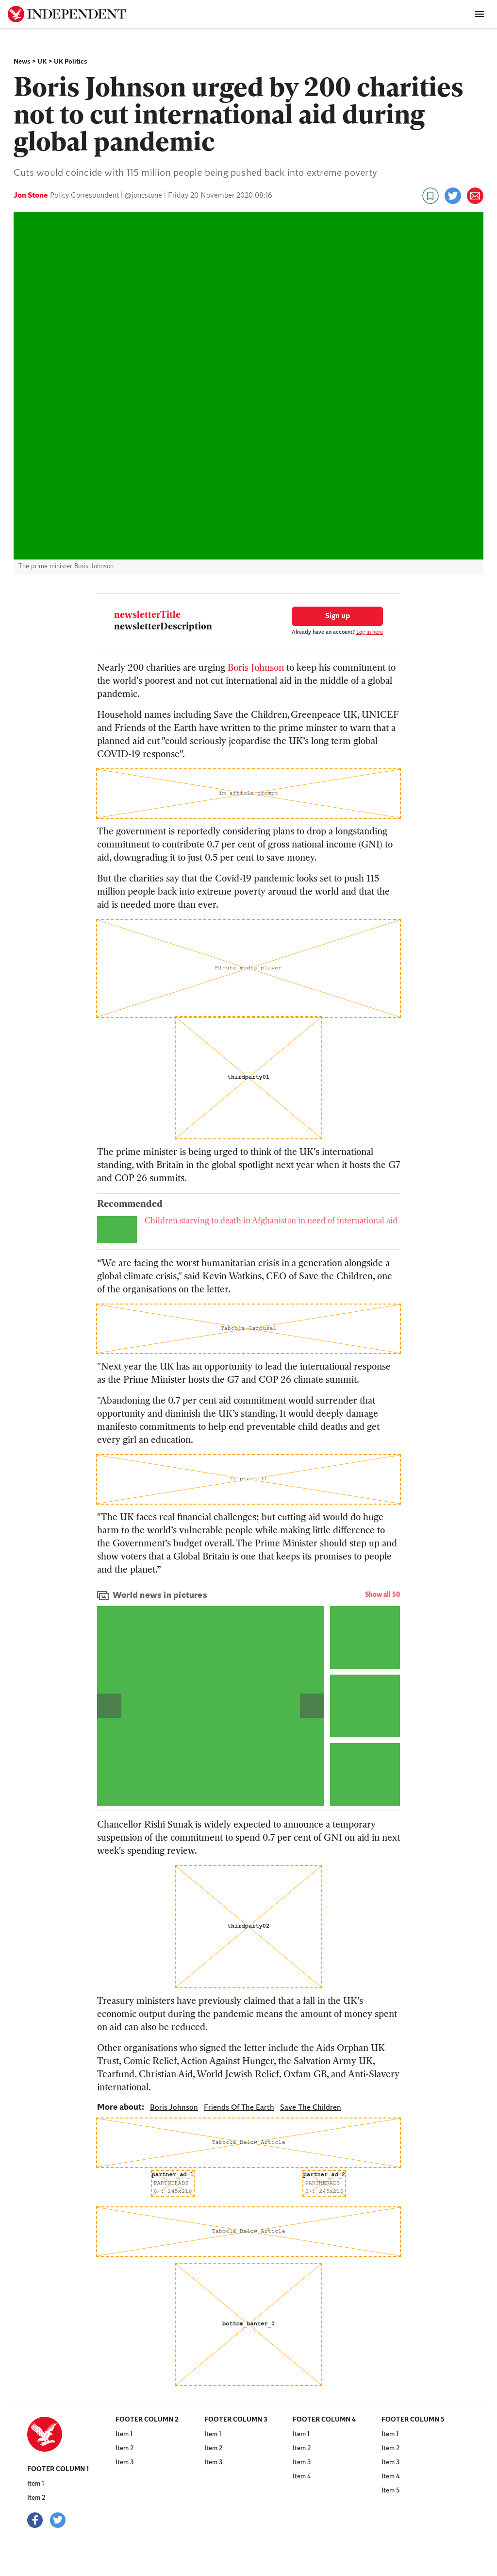 INDEPENDENT
News > UK > UK Politics
Boris Johnson urged by 200 charities
not to cut international aid during
global pandemic
Cuts would coincide with 115 million people being pushed back into extreme poverty
Jon Stone Policy Correspondent | @joncstone | Friday 20 November 2020 08:16
The prime minister Boris Johnson
newsletterTitle
newsletterDescription
Sign up
Already have an account? Log in here
Nearly 200 charities are urging Boris Johnson to keep his commitment to
the world's poorest and not cut international aid in the middle of a global
pandemic.
Household names including Save the Children, Greenpeace UK, UNICEF
and Friends of the Earth have written to the prime minster to warn that a
planned aid cut "could seriously jeopardise the UK's long term global
COVID-19 response".
im article prompt
The government is reportedly considering plans to drop a longstanding
commitment to contribute 0.7 per cent of gross national income (GNI) to
aid, downgrading it to just 0.5 per cent to save money.
But the charities say that the Covid-19 pandemic looks set to push 115
million people back into extreme poverty around the world and that the
aid is needed more than ever.
Minute media player
thirdparty01
The prime minister is being urged to think of the UK's international
standing, with Britain in the global spotlight next year when it hosts the G7
and COP 26 summits.
Recommended
Children starving to death in Afghanistan in need of international aid
“We are facing the worst humanitarian crisis in a generation alongside a
global climate crisis," said Kevin Watkins, CEO of Save the Children, one
of the organisations on the letter.
Taboola Carousel
"Next year the UK has an opportunity to lead the international response
as the Prime Minister hosts the G7 and COP 26 climate summit.
"Abandoning the 0.7 per cent aid commitment would surrender that
opportunity and diminish the UK’s standing. It would deeply damage
manifesto commitments to help end preventable child deaths and get
every girl an education.
Triple Lift
"The UK faces real financial challenges; but cutting aid would do huge
harm to the world’s vulnerable people while making little difference to
the Government’s budget overall. The Prime Minister should step up and
show voters that a Global Britain is one that keeps its promises to people
and the planet.”
World news in pictures
Show all 50
Chancellor Rishi Sunak is widely expected to announce a temporary
suspension of the commitment to spend 0.7 per cent of GNI on aid in next
week's spending review.
thirdparty02
Treasury ministers have previously claimed that a fall in the UK’s
economic output during the pandemic means the amount of money spent
on aid can also be reduced.
Other organisations who signed the letter include the Aids Orphan UK
Trust, Comic Relief, Action Against Hunger, the Salvation Army UK,
Tearfund, Christian Aid, World Jewish Relief, Oxfam GB, and Anti-Slavery
international.
More about: Boris Johnson Friends Of The Earth Save The Children
Taboola Below Article
partner_ad_1
PARTNERADS
0+: 245x210
partner_ad_2
PARTNERADS
0+: 245x210
Taboola Below Article
bottom_banner_0
FOOTER COLUMN 1
Item 1
Item 2
FOOTER COLUMN 2
Item 1
Item 2
Item 3
FOOTER COLUMN 3
Item 1
Item 2
Item 3
FOOTER COLUMN 4
Item 1
Item 2
Item 3
Item 4
FOOTER COLUMN 5
Item 1
Item 2
Item 3
Item 4
Item 5